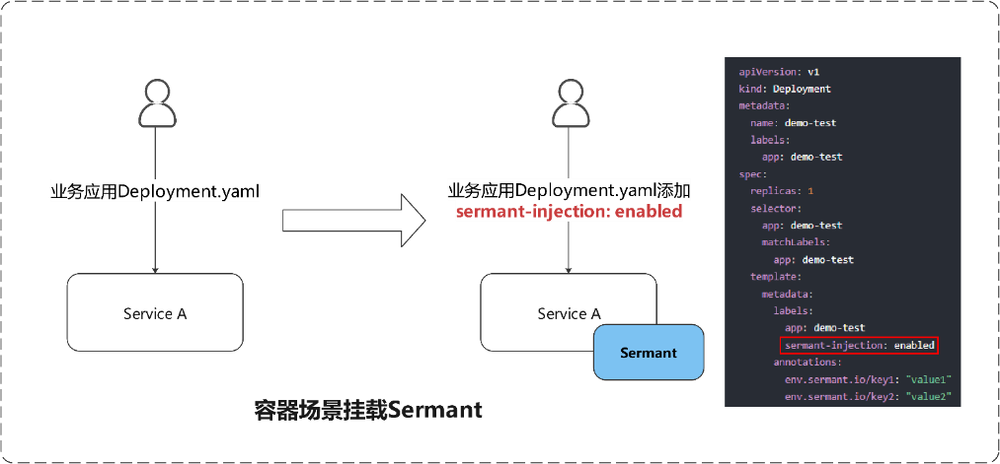 业务应用Deployment.yaml
Service A
业务应用Deployment.yaml添加
sermant-injection: enabled
Service A
Sermant
容器场景挂载Sermant
apiVersion: v1
kind: Deployment
metadata:
  name: demo-test
  labels:
    app: demo-test
spec:
  replicas: 1
  selector:
    app: demo-test
    matchLabels:
      app: demo-test
  template:
    metadata:
      labels:
        app: demo-test
        sermant-injection: enabled
      annotations:
        env.sermant.io/key1: "value1"
        env.sermant.io/key2: "value2"